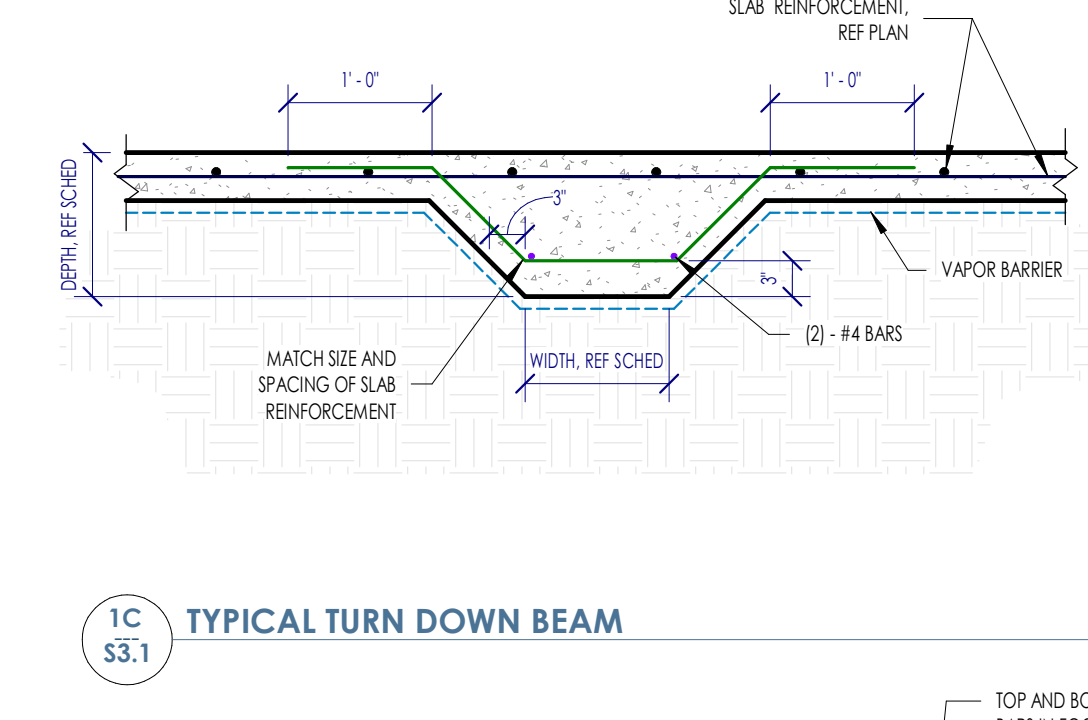 SLAB REINFORCEMENT,
REF PLAN
1' - 0"
1' - 0"
DEPTH, REF SCHED
3"
VAPOR BARRIER
3"
(2) - #4 BARS
MATCH SIZE AND
SPACING OF SLAB
REINFORCEMENT
WIDTH, REF SCHED
1C
---
S3.1
TYPICAL TURN DOWN BEAM
TOP AND BO